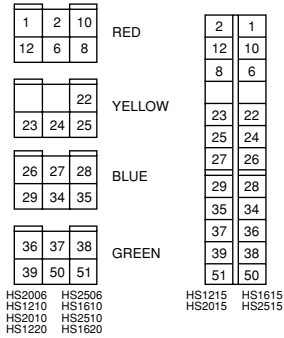 1 2 10
12 6 8
RED
22
23 24 25
YELLOW
26 27 28
29 34 35
BLUE
36 37 38
39 50 51
GREEN
HS2006 HS2506
HS1210 HS1610
HS2010 HS2510
HS1220 HS1620
2 1
12 10
8 6
23 22
25 24
27 26
29 28
35 34
37 36
39 38
51 50
HS1215 HS1615
HS2015 HS2515